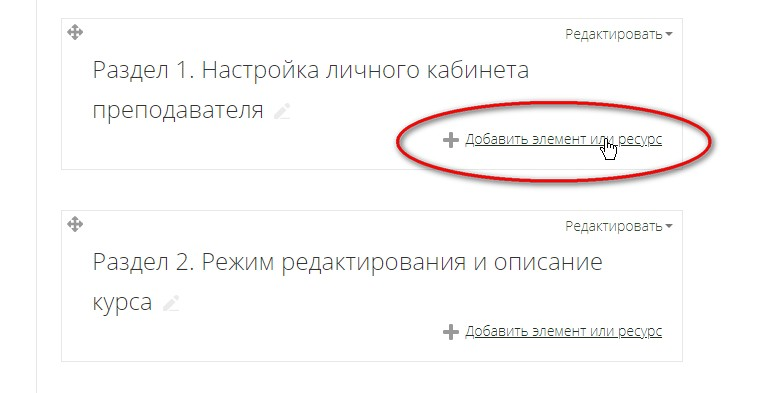 Редактировать
Раздел 1. Настройка личного кабинета
преподавателя
Добавить элемент или ресурс
Редактировать
Раздел 2. Режим редактирования и описание
курса
Добавить элемент или ресурс